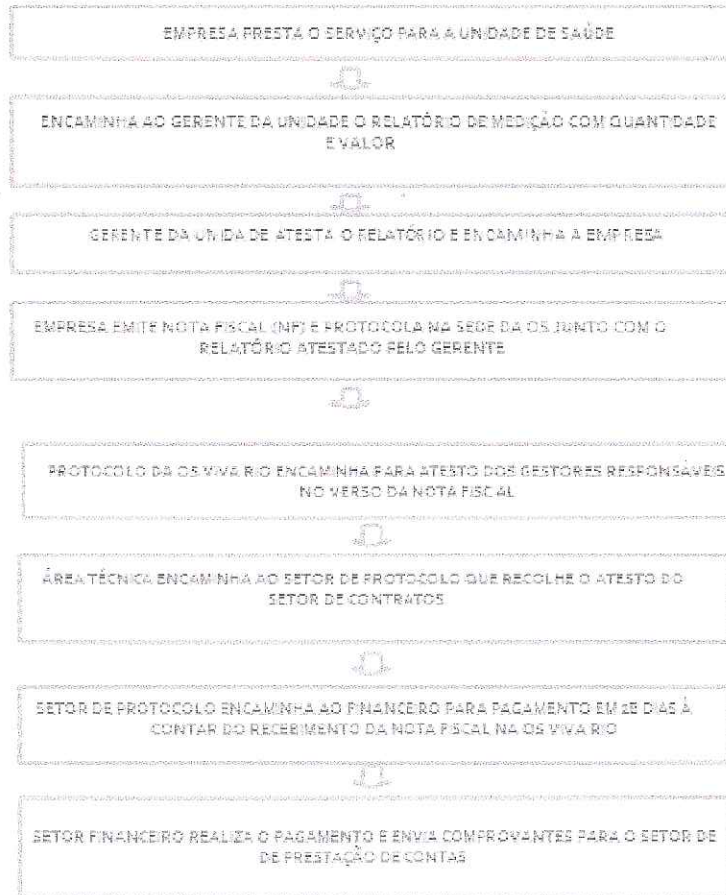 EMPRESA PRESTA O SERVIÇO PARA A UNIDADE DE SAÚDE
ENCAMINHA AO GERENTE DA UNIDADE O RELATÓRIO DE MEDIÇÃO COM QUANTIDADE
E VALOR
GERENTE DA UNIDADE ATESTA O RELATÓRIO E ENCAMINHA A EMPRESA
EMPRESA EMITE NOTA FISCAL (NF) E PROTOCOLA NA SEDE DA OS JUNTO COM O
RELATÓRIO ATESTADO PELO GERENTE
PROTOCOLO DA OS VIVA RIO ENCAMINHA PARA ATESTO DOS GESTORES RESPONSÁVEIS
NO VERSO DA NOTA FISCAL
ÁREA TÉCNICA ENCAMINHA AO SETOR DE PROTOCOLO QUE RECOLHE O ATESTO DO
SETOR DE CONTRATOS
SETOR DE PROTOCOLO ENCAMINHA AO FINANCEIRO PARA PAGAMENTO EM DIAS À
CONTAR DO RECEBIMENTO DA NOTA FISCAL NA OS VIVA RIO
SETOR FINANCEIRO REALIZA O PAGAMENTO E ENVIA COMPROVANTES PARA O SETOR DE
DE PRESTAÇÃO DE CONTAS